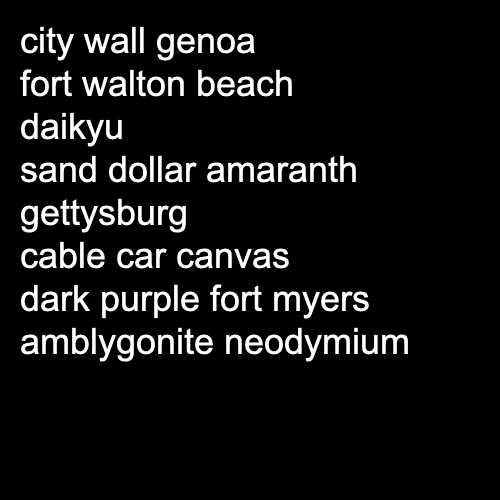 city wall genoa
fort walton beach
daikyu
sand dollar amaranth
gettysburg
cable car canvas
dark purple fort myers
amblygonite neodymium